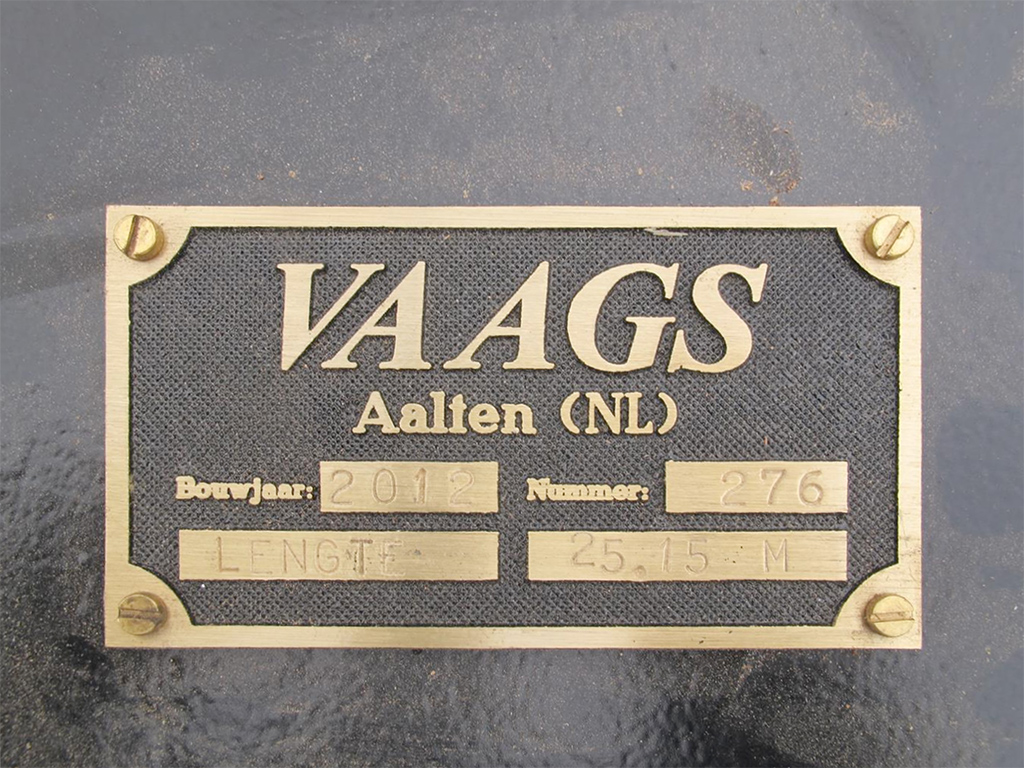 VAAGS
Aalten (NL)
Bouwjaar: 2012 Nummer: 276
LENGTE 25,15 M